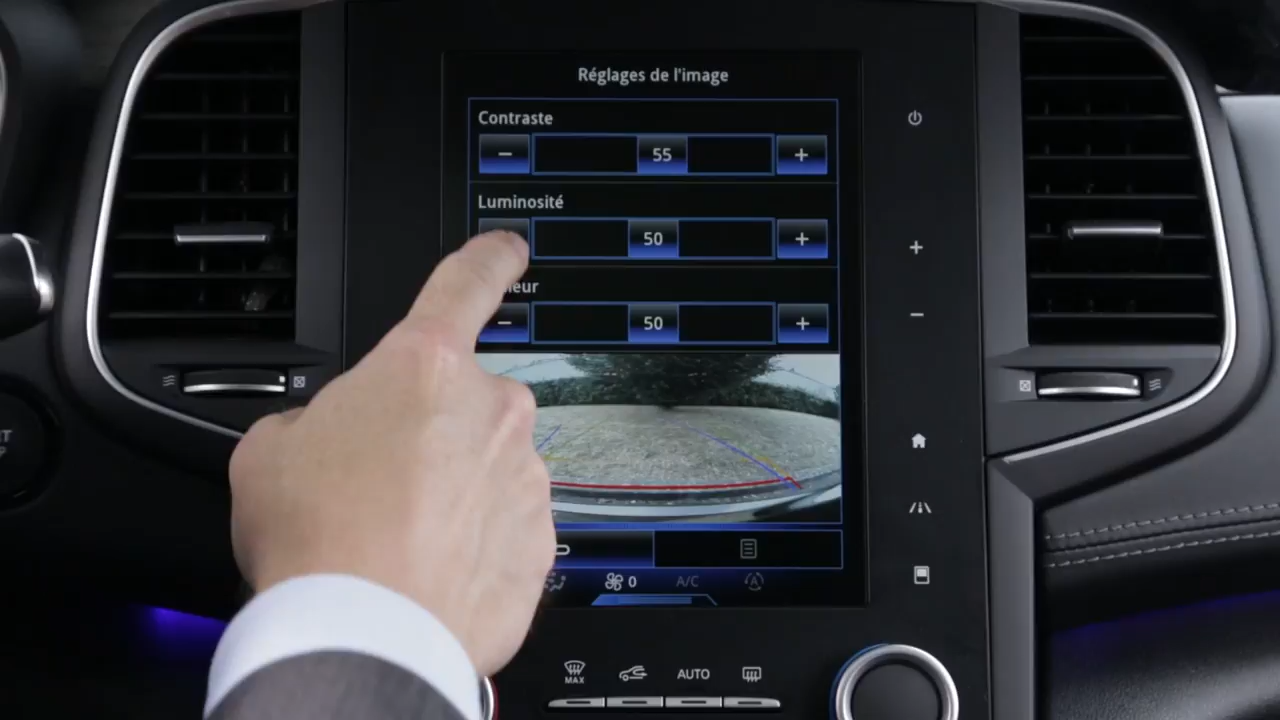 Réglages de l'image
Contraste
− 55 +
Luminosité
50 +
− 50 +
0 A/C
MAX AUTO